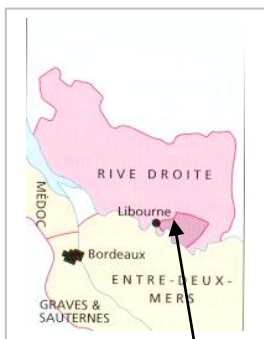 RIVE DROITE
MÉDOC
Libourne
Bordeaux
ENTRE-DEUX-
MERS
GRAVES &
SAUTERNES